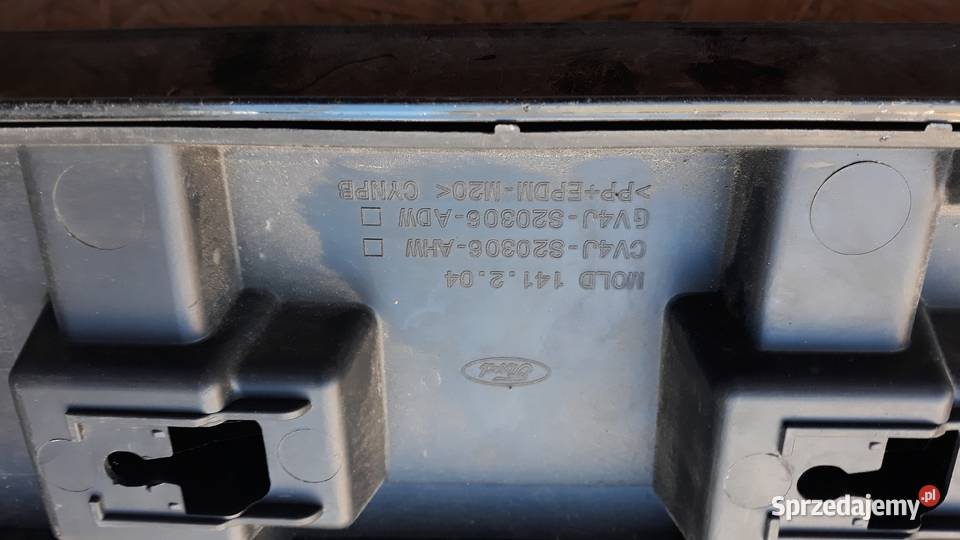 Ford
MOLD 141.2.04
CV4J-S20306-AHW
GV4J-S20306-ADW
>PP+EPDM-M20< CYNPB
Sprzedajemy.pl